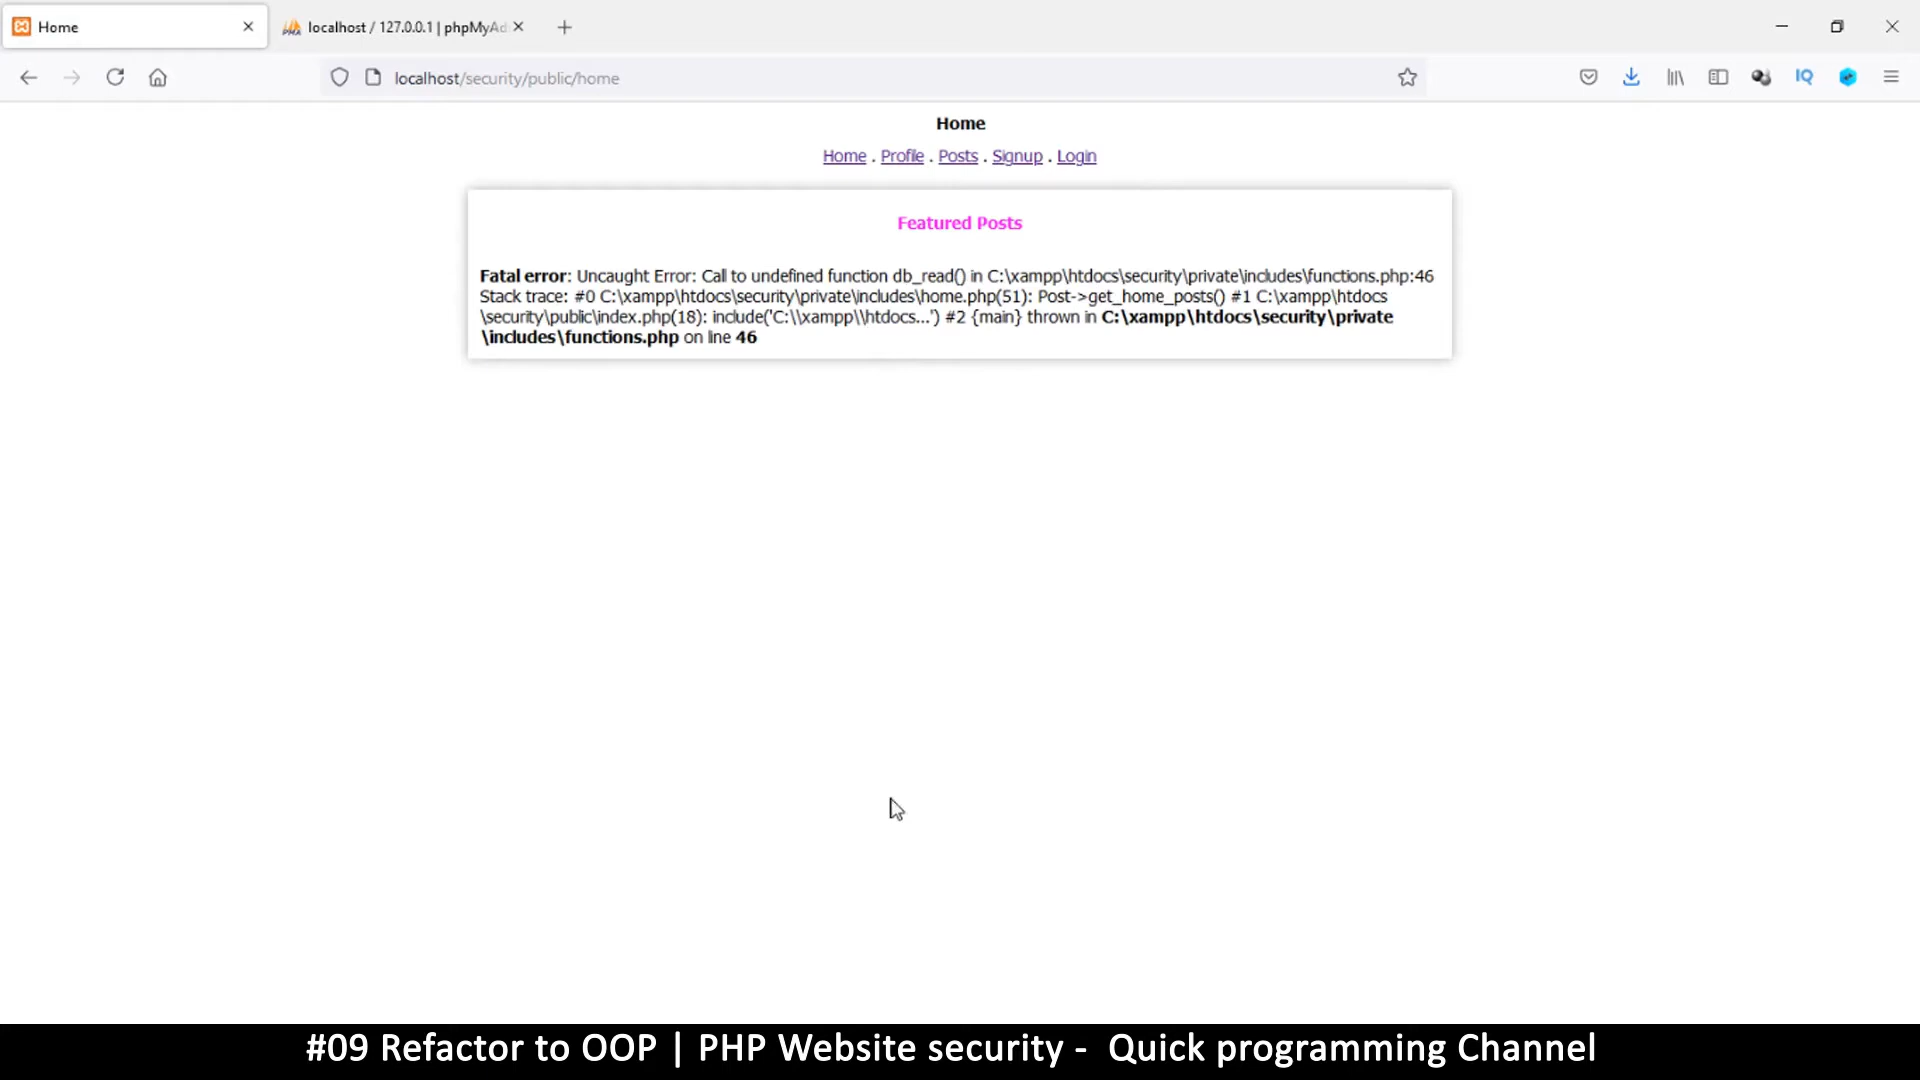 Home
localhost / 127.0.0.1 | phpMyAd
localhost/security/public/home
IQ
Home
Home . Profile . Posts . Signup . Login
Featured Posts
Fatal error: Uncaught Error: Call to undefined function db_read() in C:\xampp\htdocs\security\private\includes\functions.php:46
Stack trace: #0 C:\xampp\htdocs\security\private\includes\home.php(51): Post->get_home_posts() #1 C:\xampp\htdocs
\security\public\index.php(18): include('C:\\xampp\\htdocs...') #2 {main} thrown in C:\xampp\htdocs\security\private
\includes\functions.php on line 46
#09 Refactor to OOP | PHP Website security -  Quick programming Channel